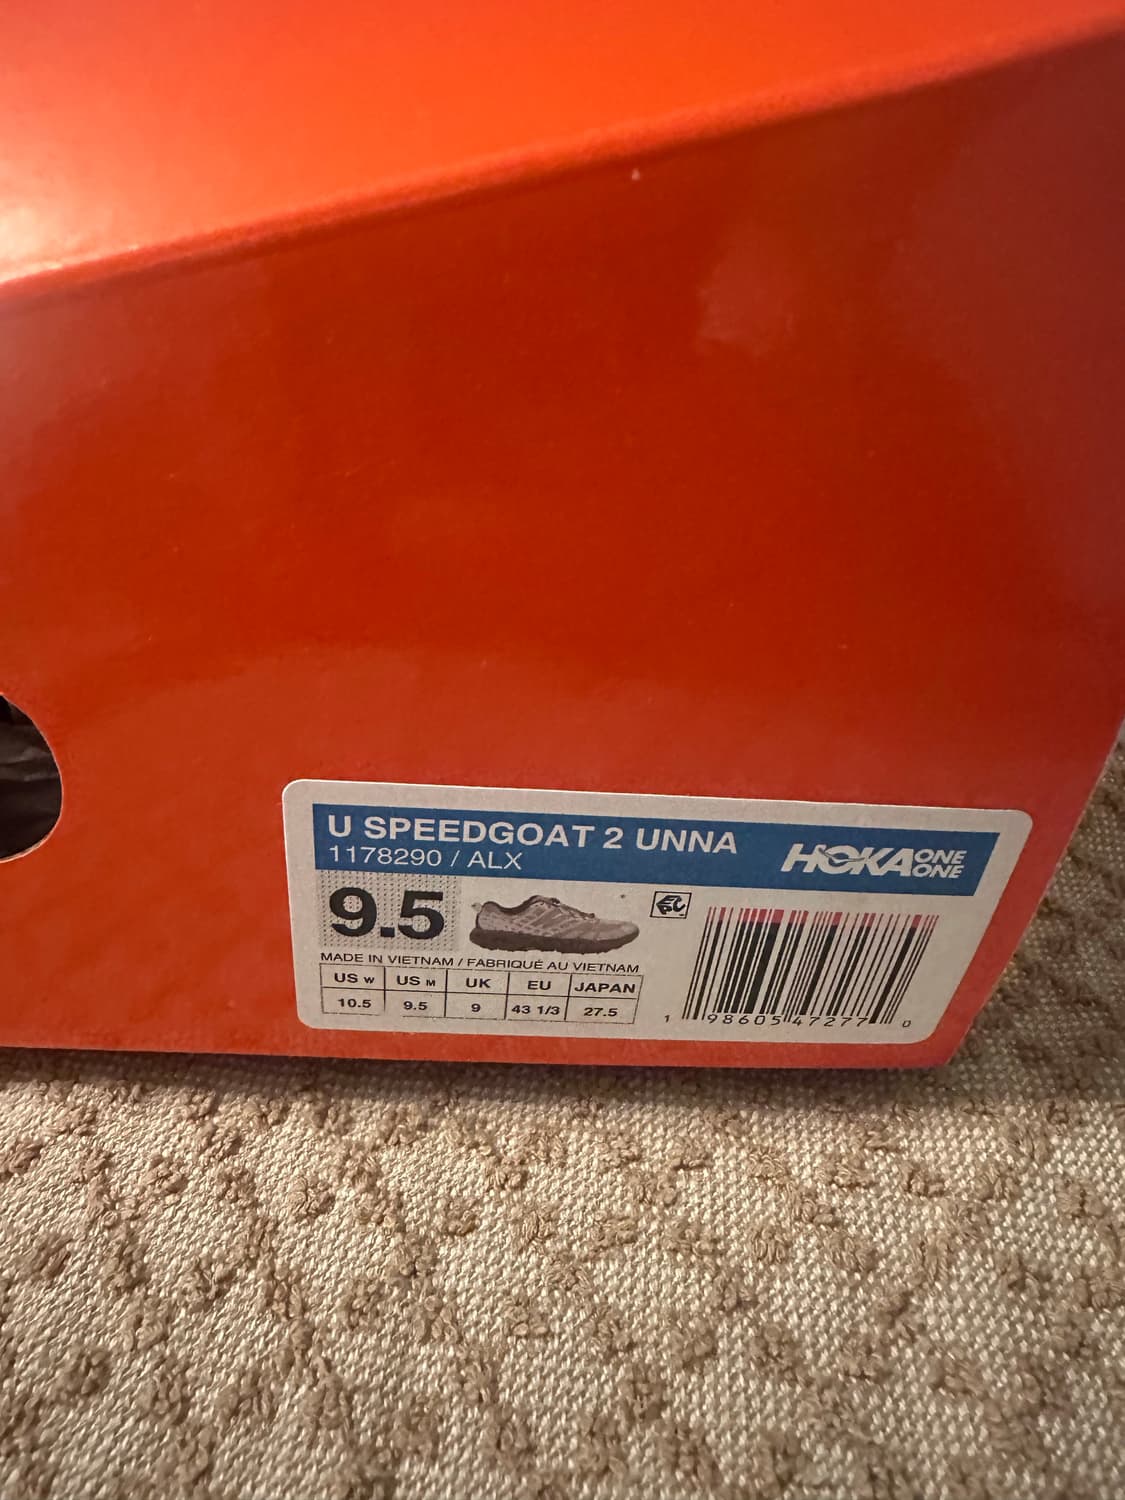 U SPEEDGOAT 2 UNNA
1178290 / ALX
HOKA ONE ONE
9.5
MADE IN VIETNAM / FABRIQUÉ AU VIETNAM
US W US M UK EU JAPAN
10.5 9.5 9 43 1/3 27.5
1 98605 47277 0